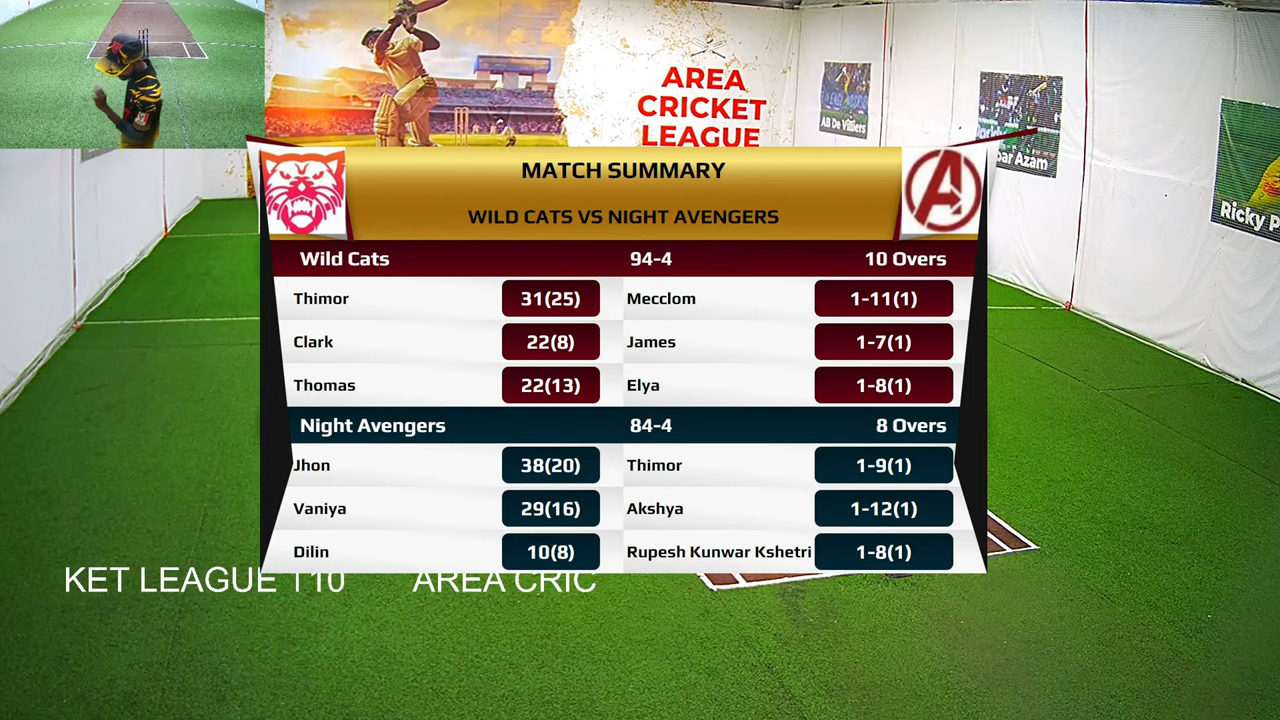 AREA
CRICKET
LEAGUE
AB De Villiers
bar Azam
Ricky P
MATCH SUMMARY
WILD CATS VS NIGHT AVENGERS
Wild Cats 94-4 10 Overs
Thimor 31(25) Mecclom 1-11(1)
Clark 22(8) James 1-7(1)
Thomas 22(13) Elya 1-8(1)
Night Avengers 84-4 8 Overs
Jhon 38(20) Thimor 1-9(1)
Vaniya 29(16) Akshya 1-12(1)
Dilin 10(8) Rupesh Kunwar Kshetri 1-8(1)
KET LEAGUE T10 AREA CRIC